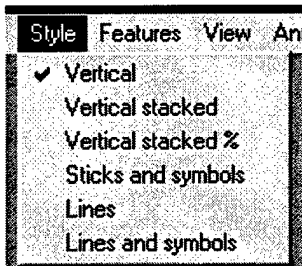 Style Features View An
✔ Vertical
Vertical stacked
Vertical stacked %
Sticks and symbols
Lines
Lines and symbols